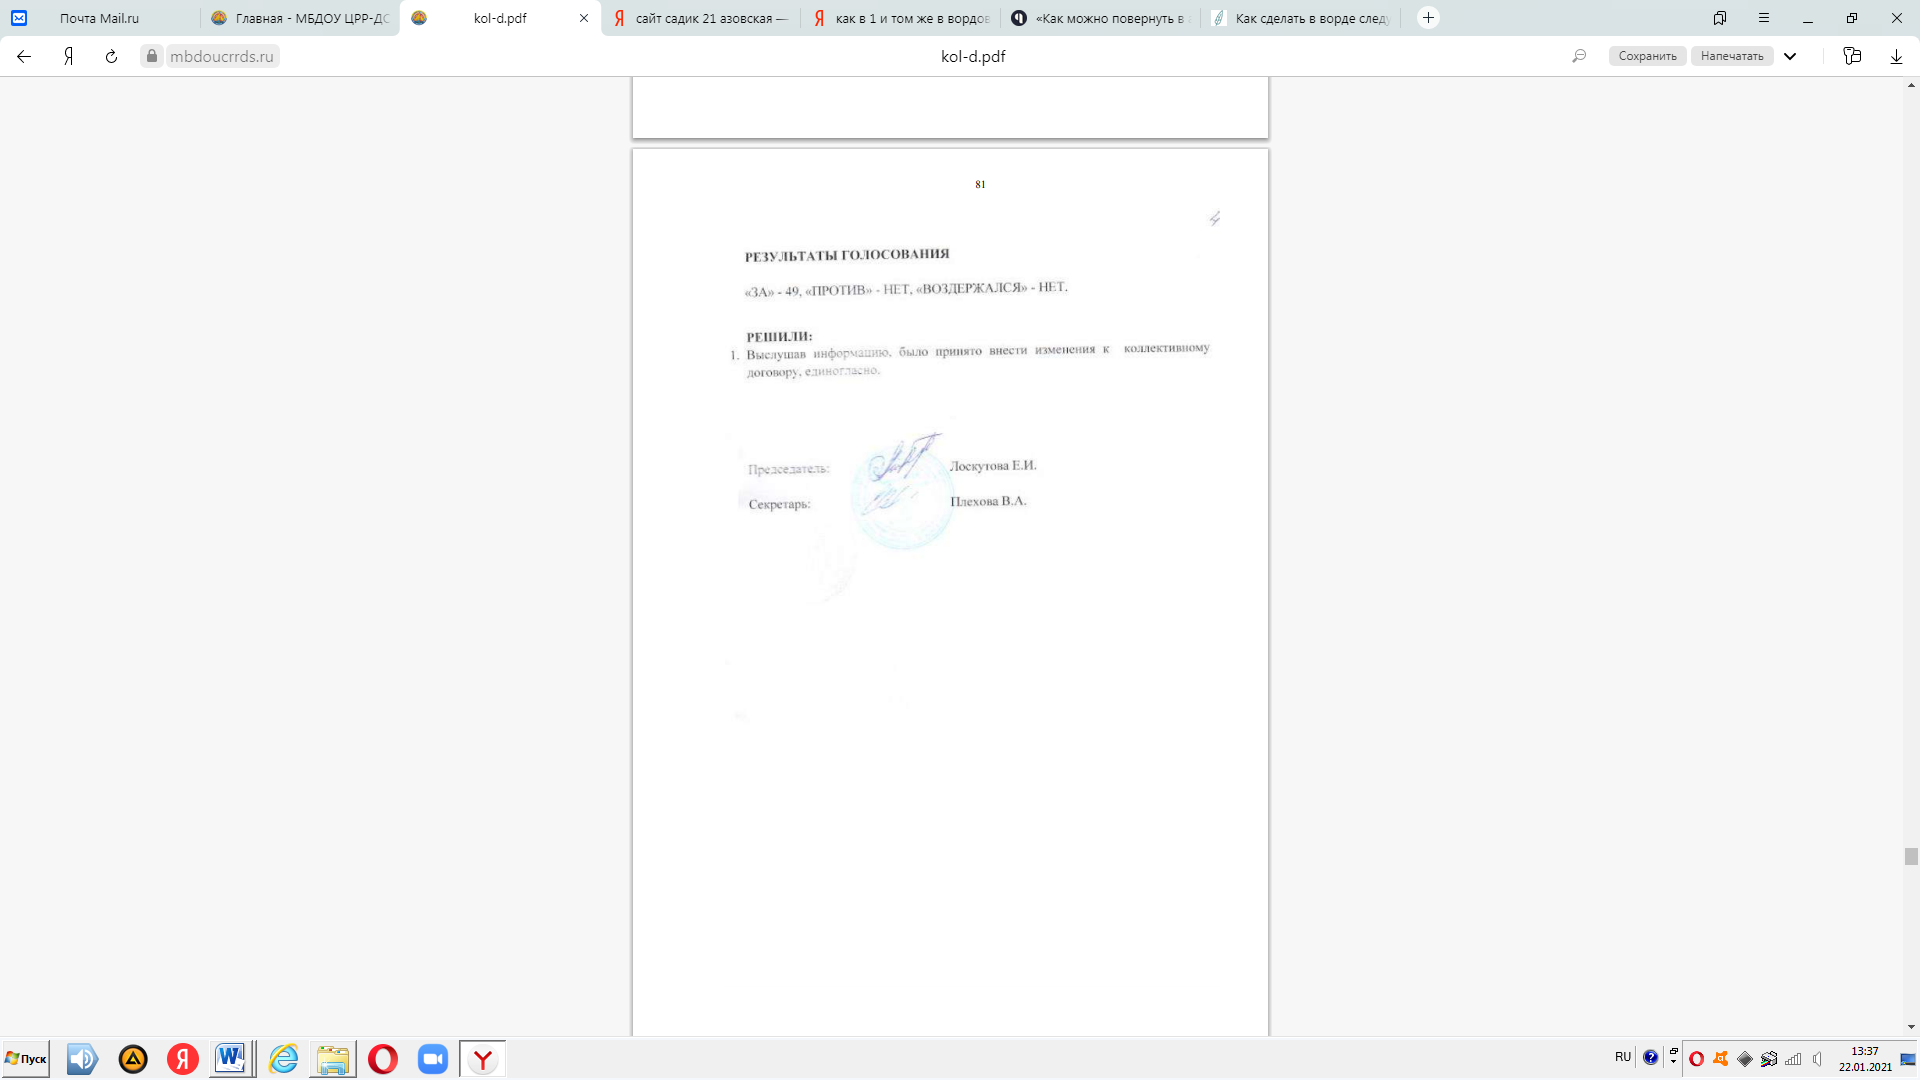 Почта Mail.ru
Главная - МБДОУ ЦРР-ДС
kol-d.pdf
сайт садик 21 азовская —
как в 1 и том же в вордов
«Как можно повернуть в
Как сделать в ворде следу
mbdoucrrds.ru
kol-d.pdf
Сохранить
Напечатать
81
РЕЗУЛЬТАТЫ ГОЛОСОВАНИЯ
«ЗА» - 49, «ПРОТИВ» - НЕТ, «ВОЗДЕРЖАЛСЯ» - НЕТ.
РЕШИЛИ:
1. Выслушав информацию, было принято внести изменения к коллективному
договору, единогласно.
Председатель: Лоскутова Е.И.
Секретарь: Плехова В.А.
Пуск
RU
13:37
22.01.2021